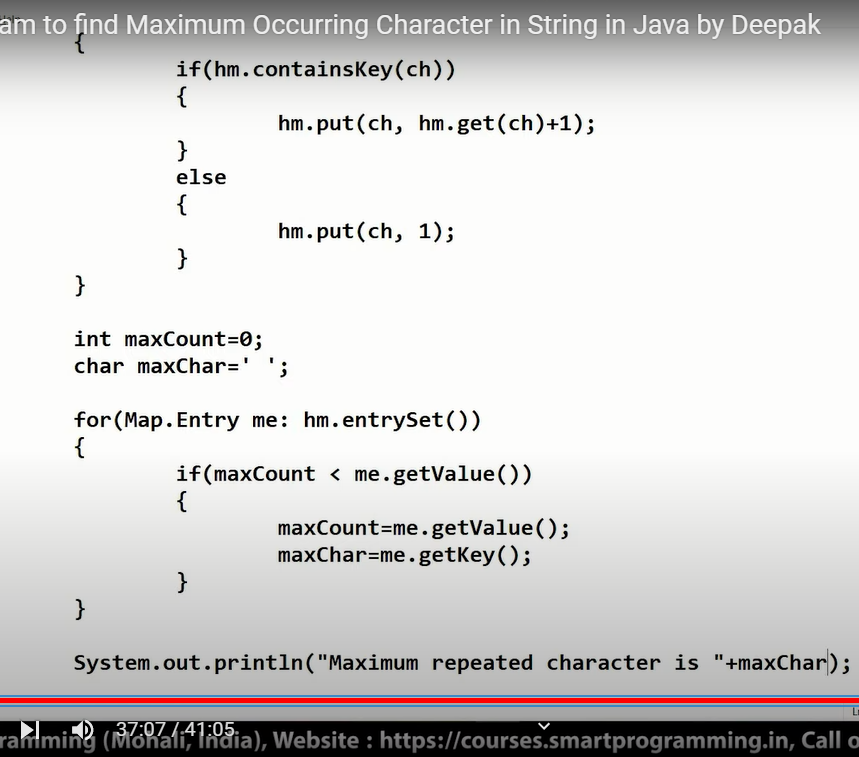 am to find Maximum Occurring Character in String in Java by Deepak
{
if(hm.containsKey(ch))
{
hm.put(ch, hm.get(ch)+1);
}
else
{
hm.put(ch, 1);
}
}
int maxCount=0;
char maxChar=' ';
for(Map.Entry me: hm.entrySet())
{
if(maxCount < me.getValue())
{
maxCount=me.getValue();
maxChar=me.getKey();
}
}
System.out.println("Maximum repeated character is "+maxChar);
37:07 / 41:05
ramming (Mohali, India), Website : https://courses.smartprogramming.in, Call o